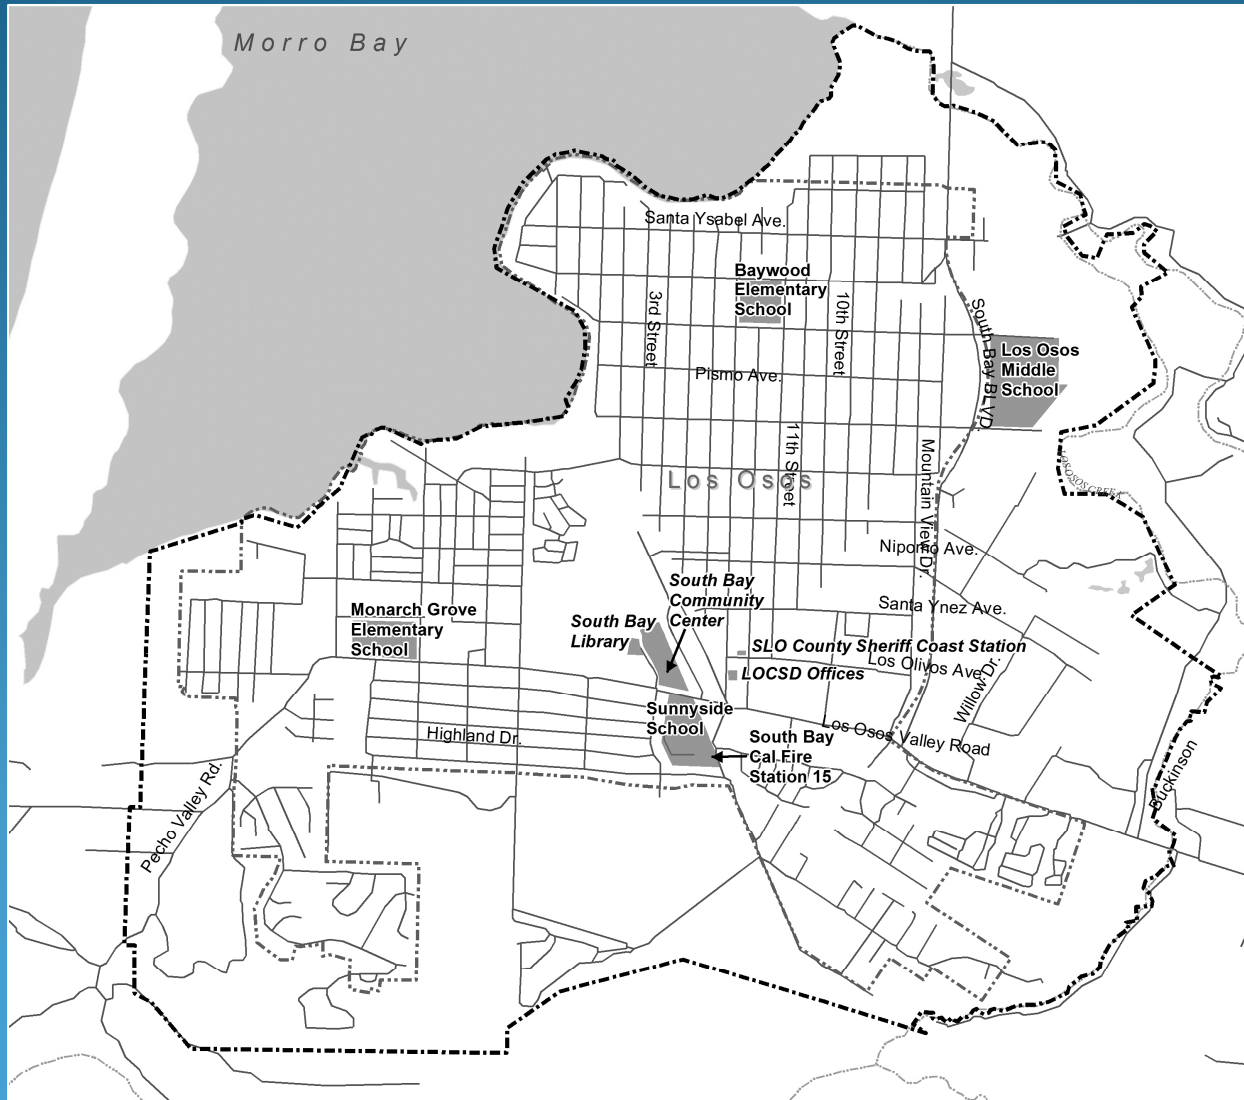 Morro Bay
Santa Ysabel Ave.
Baywood
Elementary
School
3rd Street
10th Street
South Bay BLVD.
Los Osos
Middle
School
Pismo Ave.
11th Street
Mountain View Dr.
Los Osos
LOS OSOS CREEK
Nipomo Ave.
South Bay
Community
Center
Santa Ynez Ave.
Monarch Grove
Elementary
School
South Bay
Library
SLO County Sheriff Coast Station
Los Olivos Ave.
LOCSD Offices
Willow Dr.
Sunnyside
School
Highland Dr.
Los Osos Valley Road
South Bay
Cal Fire
Station 15
Pecho Valley Rd.
Buckinson